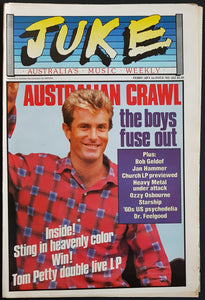 JUKE
AUSTRALIA'S MUSIC WEEKLY
AUSTRALIAN CRAWL
the boys
fuse out
Plus:
Bob Geldof
Jan Hammer
Church LP previewed
Heavy Metal
under attack
Ozzy Osbourne
Starship
'60s US psychedelia
Dr. Feelgood
Inside!
Sting in heavenly color
Win!
Tom Petty double live LP